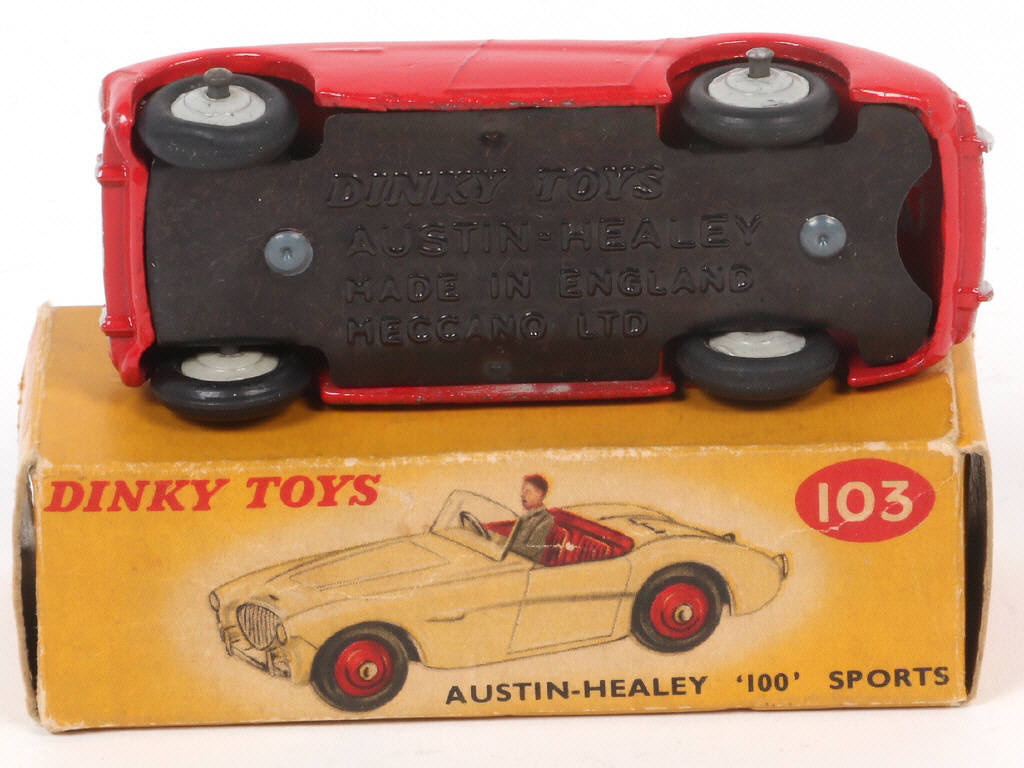 DINKY TOYS
AUSTIN-HEALEY
MADE IN ENGLAND
MECCANO LTD
DINKY TOYS
103
AUSTIN-HEALEY '100' SPORTS